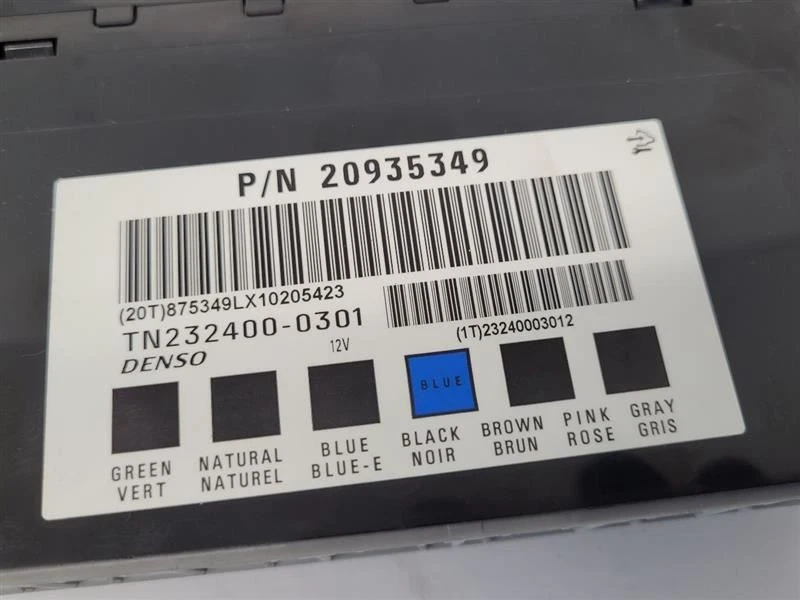 P/N 20935349
(20T)875349LX10205423
TN232400-0301
(1T)23240003012
DENSO
12V
BLUE
GREEN
VERT
NATURAL
NATUREL
BLUE
BLUE-E
BLACK
NOIR
BROWN
BRUN
PINK
ROSE
GRAY
GRIS